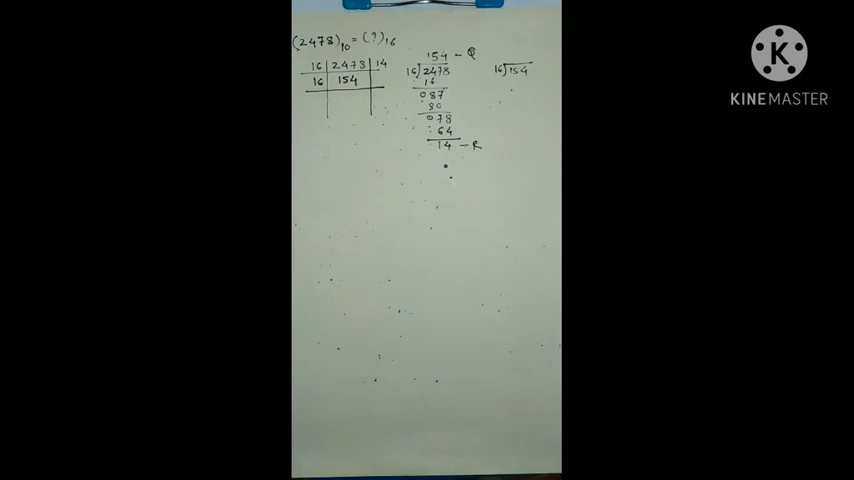 (2478)₁₀ = (?)₁₆
16 | 2478 | 14
16 | 154
154 - Q
16)2478
16
087
80
078
64
14 - R
16)154
K
KINEMASTER